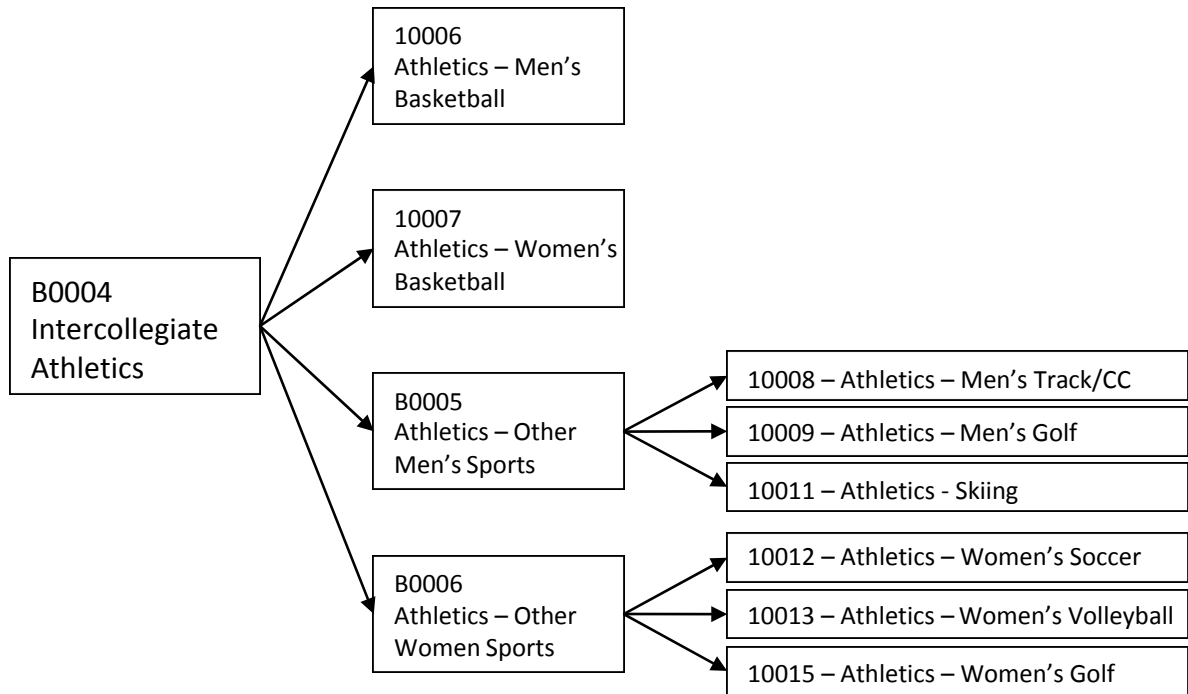 10006
Athletics – Men’s
Basketball
10007
Athletics – Women’s
Basketball
B0004
Intercollegiate
Athletics
B0005
Athletics – Other
Men’s Sports
10008 – Athletics – Men’s Track/CC
10009 – Athletics – Men’s Golf
10011 – Athletics - Skiing
B0006
Athletics – Other
Women Sports
10012 – Athletics – Women’s Soccer
10013 – Athletics – Women’s Volleyball
10015 – Athletics – Women’s Golf